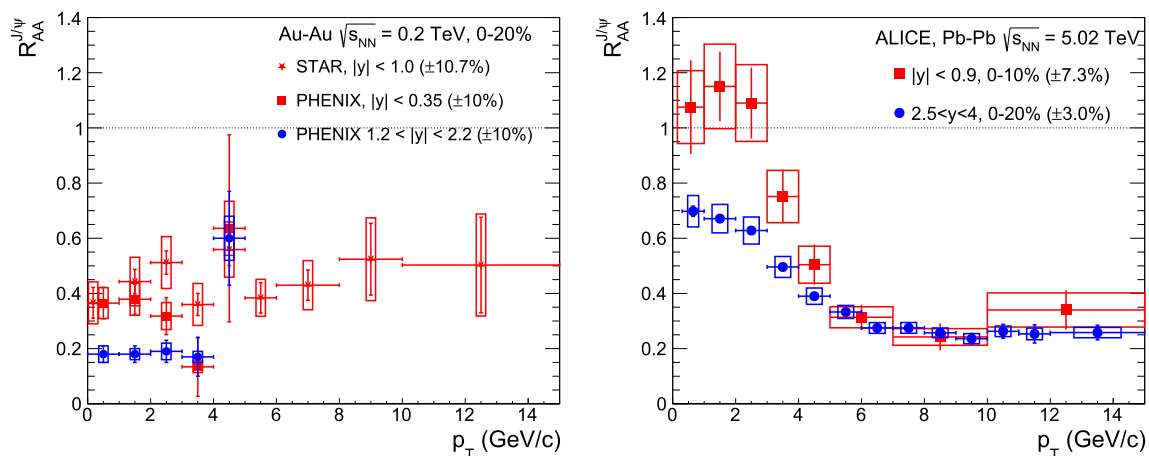 R_AA^J/ψ
1.4
1.2
1
0.8
0.6
0.4
0.2
0
Au-Au √s_NN = 0.2 TeV, 0-20%
STAR, |y| < 1.0 (±10.7%)
PHENIX, |y| < 0.35 (±10%)
PHENIX 1.2 < |y| < 2.2 (±10%)
0 2 4 6 8 10 12 14
p_T (GeV/c)
R_AA^J/ψ
1.4
1.2
1
0.8
0.6
0.4
0.2
0
ALICE, Pb-Pb √s_NN = 5.02 TeV
|y| < 0.9, 0-10% (±7.3%)
2.5<y<4, 0-20% (±3.0%)
0 2 4 6 8 10 12 14
p_T (GeV/c)